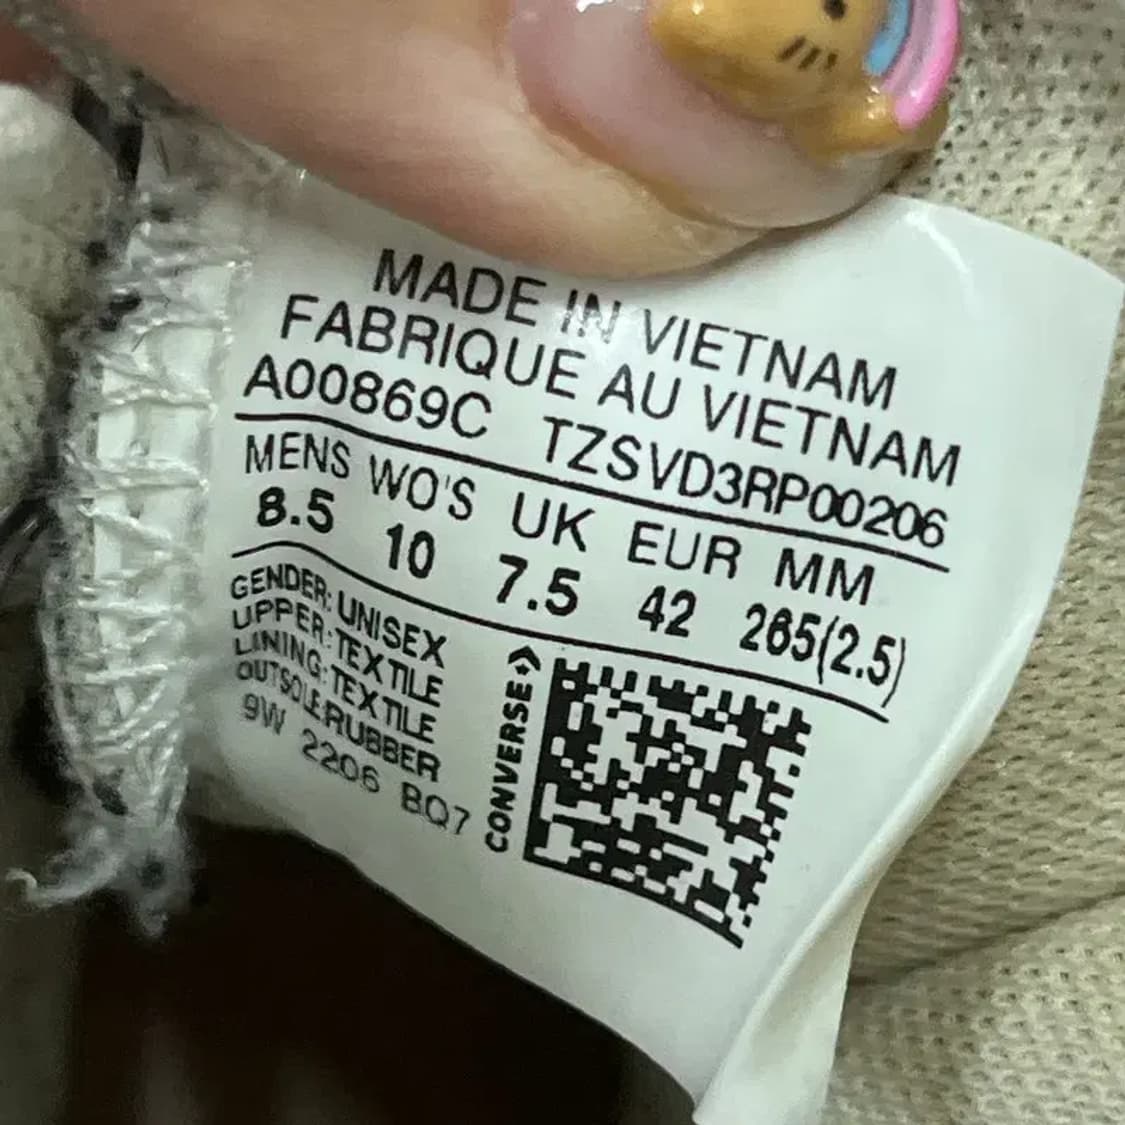 MADE IN VIETNAM
FABRIQUE AU VIETNAM
A00869C TZSVD3RP00206
MENS WO'S UK EUR MM
8.5 10 7.5 42 265(2.5)
GENDER: UNISEX
UPPER: TEXTILE
LINING: TEXTILE
OUTSOLE:RUBBER
9W 2206 BQ7
CONVERSE